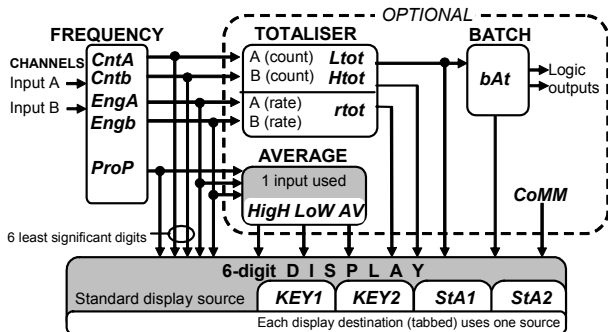 OPTIONAL
FREQUENCY
TOTALISER
BATCH
CHANNELS
Input A
Input B
CntA
Cntb
EngA
Engb
ProP
A (count)
B (count)
A (rate)
B (rate)
Ltot
Htot
rtot
bAt
Logic
outputs
AVERAGE
1 input used
HigH LoW AV
CoMM
6 least significant digits
6-digit D I S P L A Y
Standard display source
KEY1
KEY2
StA1
StA2
Each display destination (tabbed) uses one source